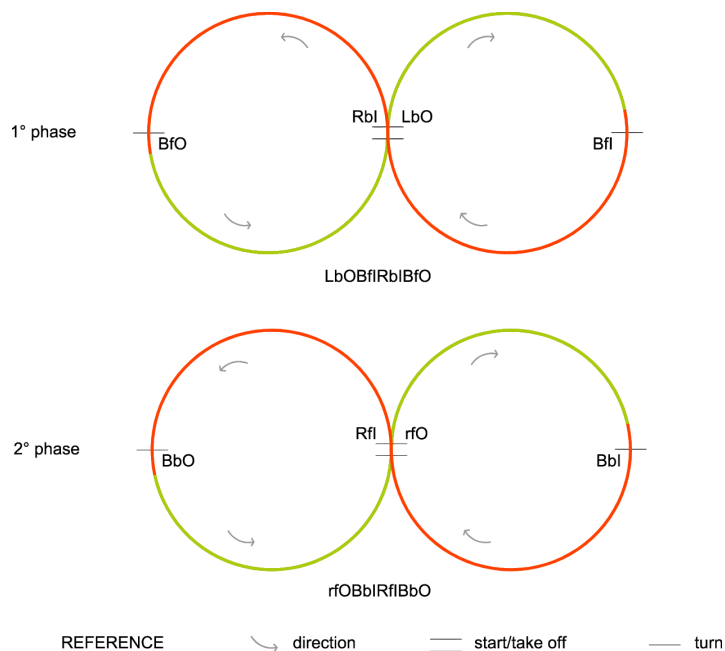 RbI LbO
1° phase
BfO BfI
LbOBfIRbIBfO
RfI rfO
2° phase
BbO BbI
rfOBbIRfIBbO
REFERENCE direction start/take off turn